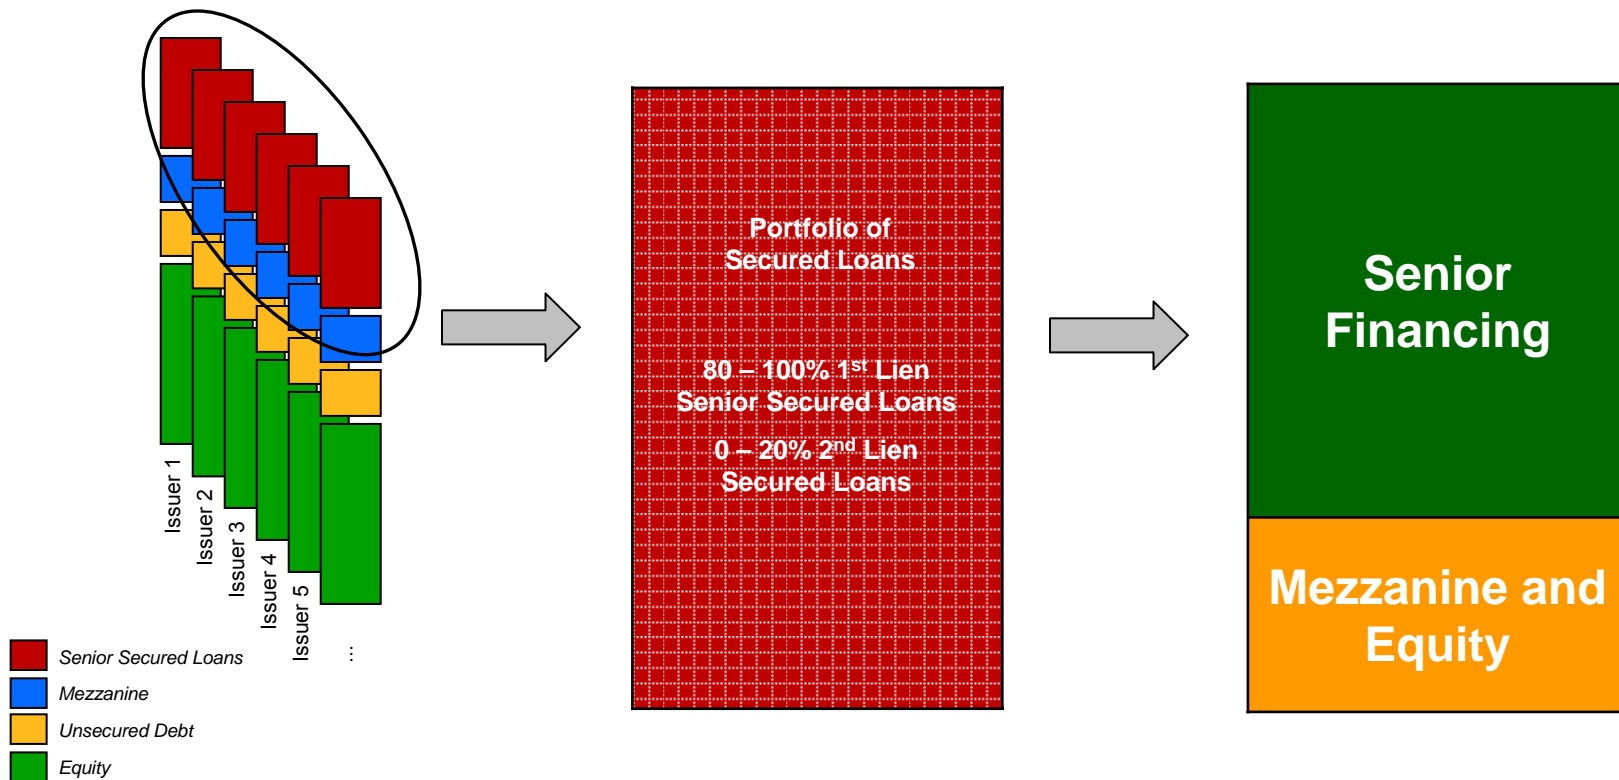 Issuer 1
Issuer 2
Issuer 3
Issuer 4
Issuer 5
...
Senior Secured Loans
Mezzanine
Unsecured Debt
Equity
Portfolio of
Secured Loans
80 – 100% 1st Lien
Senior Secured Loans
0 – 20% 2nd Lien
Secured Loans
Senior
Financing
Mezzanine and
Equity